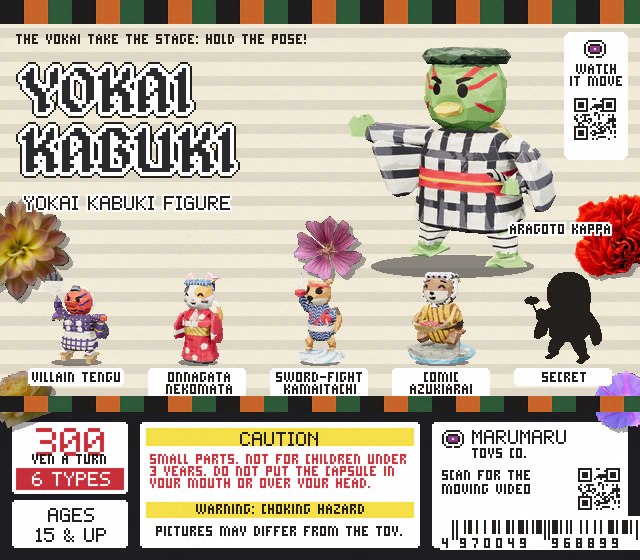 THE YOKAI TAKE THE STAGE: HOLD THE POSE!
YOKAI
KABUKI
YOKAI KABUKI FIGURE
WATCH
IT MOVE
ARAGOTO KAPPA
VILLAIN TENGU
ONNAGATA
NEKOMATA
SWORD-FIGHT
KAMAITACHI
COMIC
AZUKIARAI
SECRET
300
YEN A TURN
6 TYPES
AGES
15 & UP
CAUTION
SMALL PARTS. NOT FOR CHILDREN UNDER
3 YEARS. DO NOT PUT THE CAPSULE IN
YOUR MOUTH OR OVER YOUR HEAD.
WARNING: CHOKING HAZARD
PICTURES MAY DIFFER FROM THE TOY.
MARUMARU
TOYS CO.
SCAN FOR THE
MOVING VIDEO
4 970049 968899